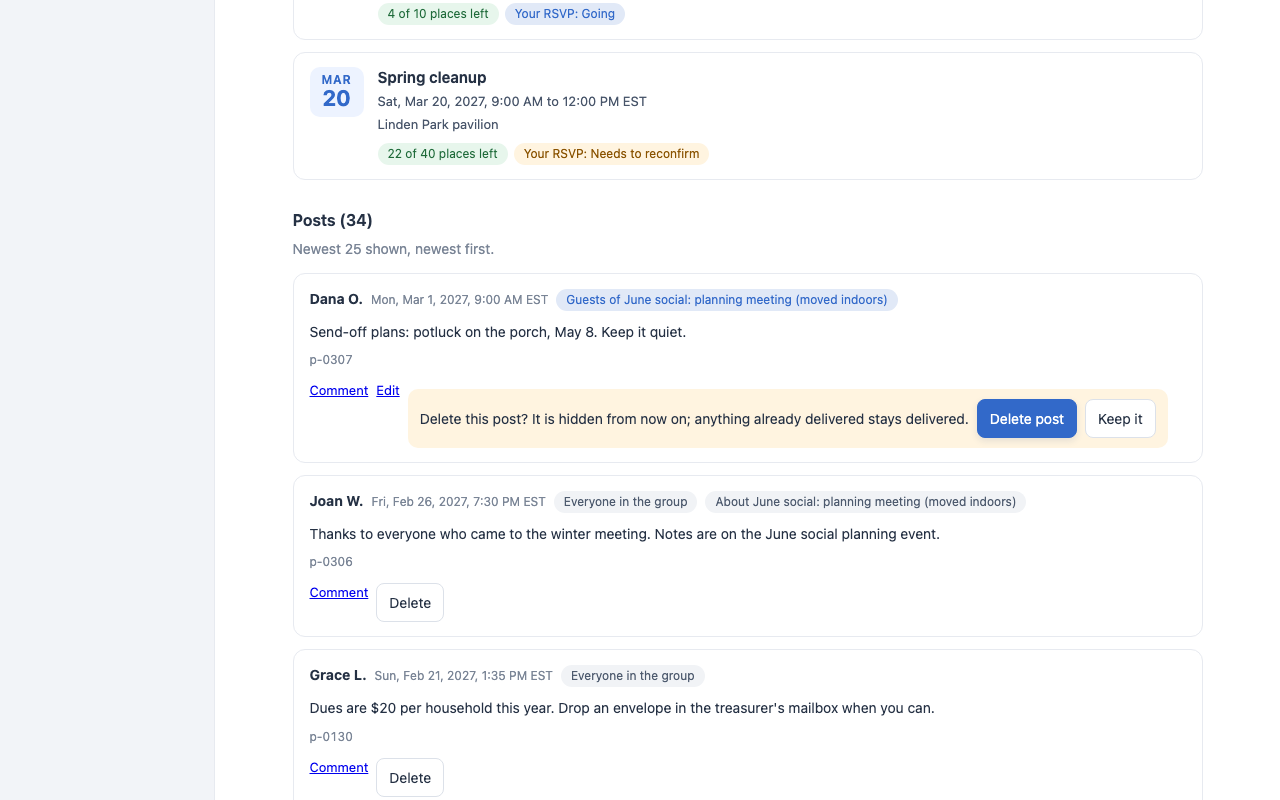 4 of 10 places left Your RSVP: Going
MAR
20
Spring cleanup
Sat, Mar 20, 2027, 9:00 AM to 12:00 PM EST
Linden Park pavilion
22 of 40 places left Your RSVP: Needs to reconfirm
Posts (34)
Newest 25 shown, newest first.
Dana O. Mon, Mar 1, 2027, 9:00 AM EST Guests of June social: planning meeting (moved indoors)
Send-off plans: potluck on the porch, May 8. Keep it quiet.
p-0307
Comment Edit
Delete this post? It is hidden from now on; anything already delivered stays delivered. Delete post Keep it
Joan W. Fri, Feb 26, 2027, 7:30 PM EST Everyone in the group About June social: planning meeting (moved indoors)
Thanks to everyone who came to the winter meeting. Notes are on the June social planning event.
p-0306
Comment Delete
Grace L. Sun, Feb 21, 2027, 1:35 PM EST Everyone in the group
Dues are $20 per household this year. Drop an envelope in the treasurer's mailbox when you can.
p-0130
Comment Delete